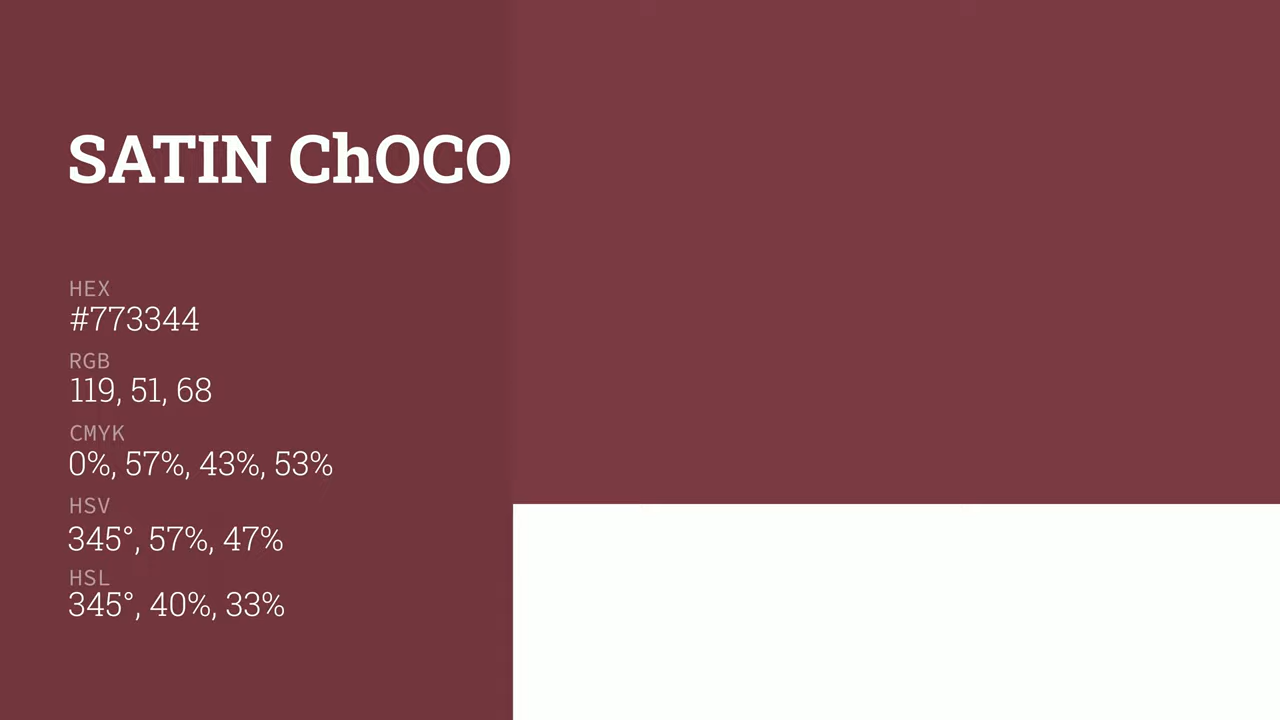 SATIN ChOCO
HEX
#773344
RGB
119, 51, 68
CMYK
0%, 57%, 43%, 53%
HSV
345°, 57%, 47%
HSL
345°, 40%, 33%